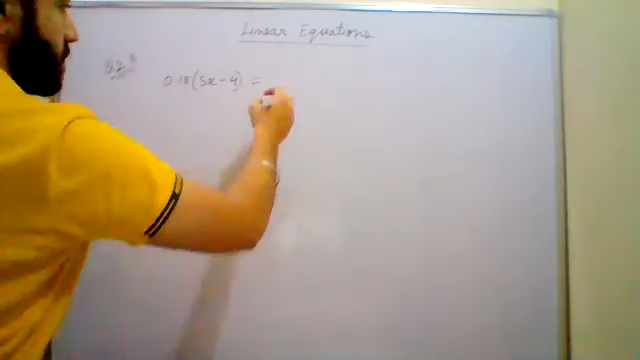 Linear Equations
Q2
0.18(5x-4) =